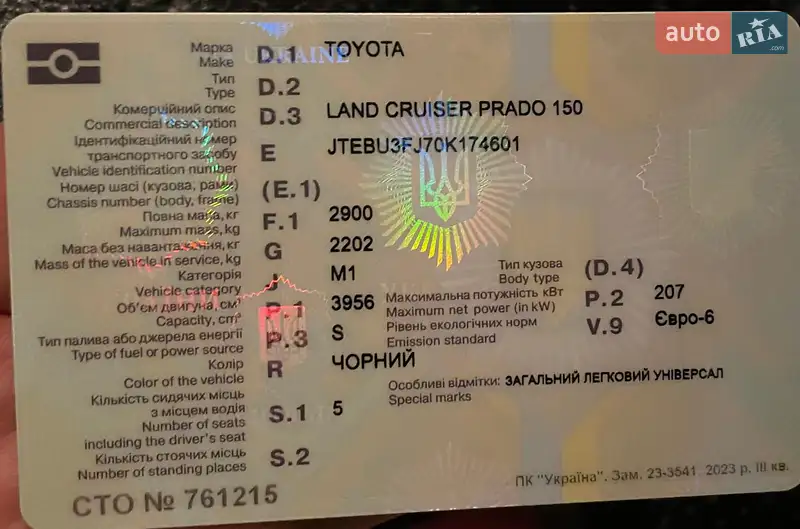 auto RIA .com
UKRAINE
Марка
Make D.1 TOYOTA
Тип
Type D.2
Комерційний опис
Commercial description D.3 LAND CRUISER PRADO 150
Ідентифікаційний номер
транспортного засобу
Vehicle identification number E JTEBU3FJ70K174601
Номер шасі (кузова, рами)
Chassis number (body, frame) (E.1)
Повна маса, кг
Maximum mass, kg F.1 2900
Маса без навантаження, кг
Mass of the vehicle in service, kg G 2202
Категорія
Vehicle category J M1
Тип кузова
Body type (D.4)
Об'єм двигуна, см³
Capacity, cm³ P.1 3956
Максимальна потужність кВт
Maximum net power (in kW) P.2 207
Тип палива або джерела енергії
Type of fuel or power source P.3 S
Рівень екологічних норм
Emission standard V.9 Євро-6
Колір
Color of the vehicle R ЧОРНИЙ
Особливі відмітки: ЗАГАЛЬНИЙ ЛЕГКОВИЙ УНІВЕРСАЛ
Special marks
Кількість сидячих місць
з місцем водія
Number of seats
including the driver's seat S.1 5
Кількість стоячих місць
Number of standing places S.2
СТО № 761215
ПК "Україна". Зам. 23-3541. 2023 р. III кв.